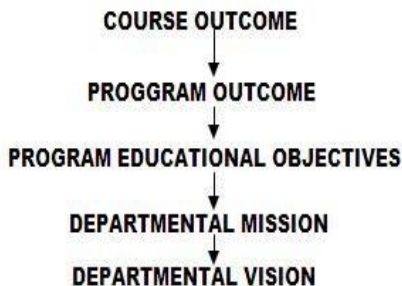 COURSE OUTCOME
PROGGRAM OUTCOME
PROGRAM EDUCATIONAL OBJECTIVES
DEPARTMENTAL MISSION
DEPARTMENTAL VISION